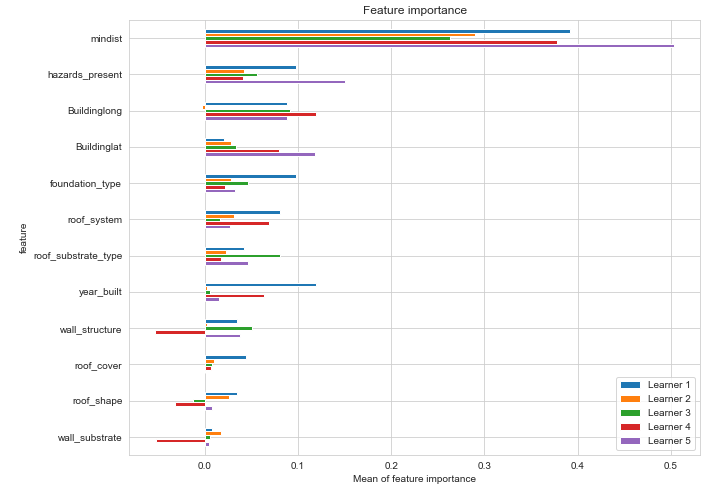 Feature importance
mindist
hazards_present
Buildinglong
Buildinglat
foundation_type
roof_system
roof_substrate_type
year_built
wall_structure
roof_cover
roof_shape
wall_substrate
feature
0.0 0.1 0.2 0.3 0.4 0.5
Mean of feature importance
Learner 1
Learner 2
Learner 3
Learner 4
Learner 5